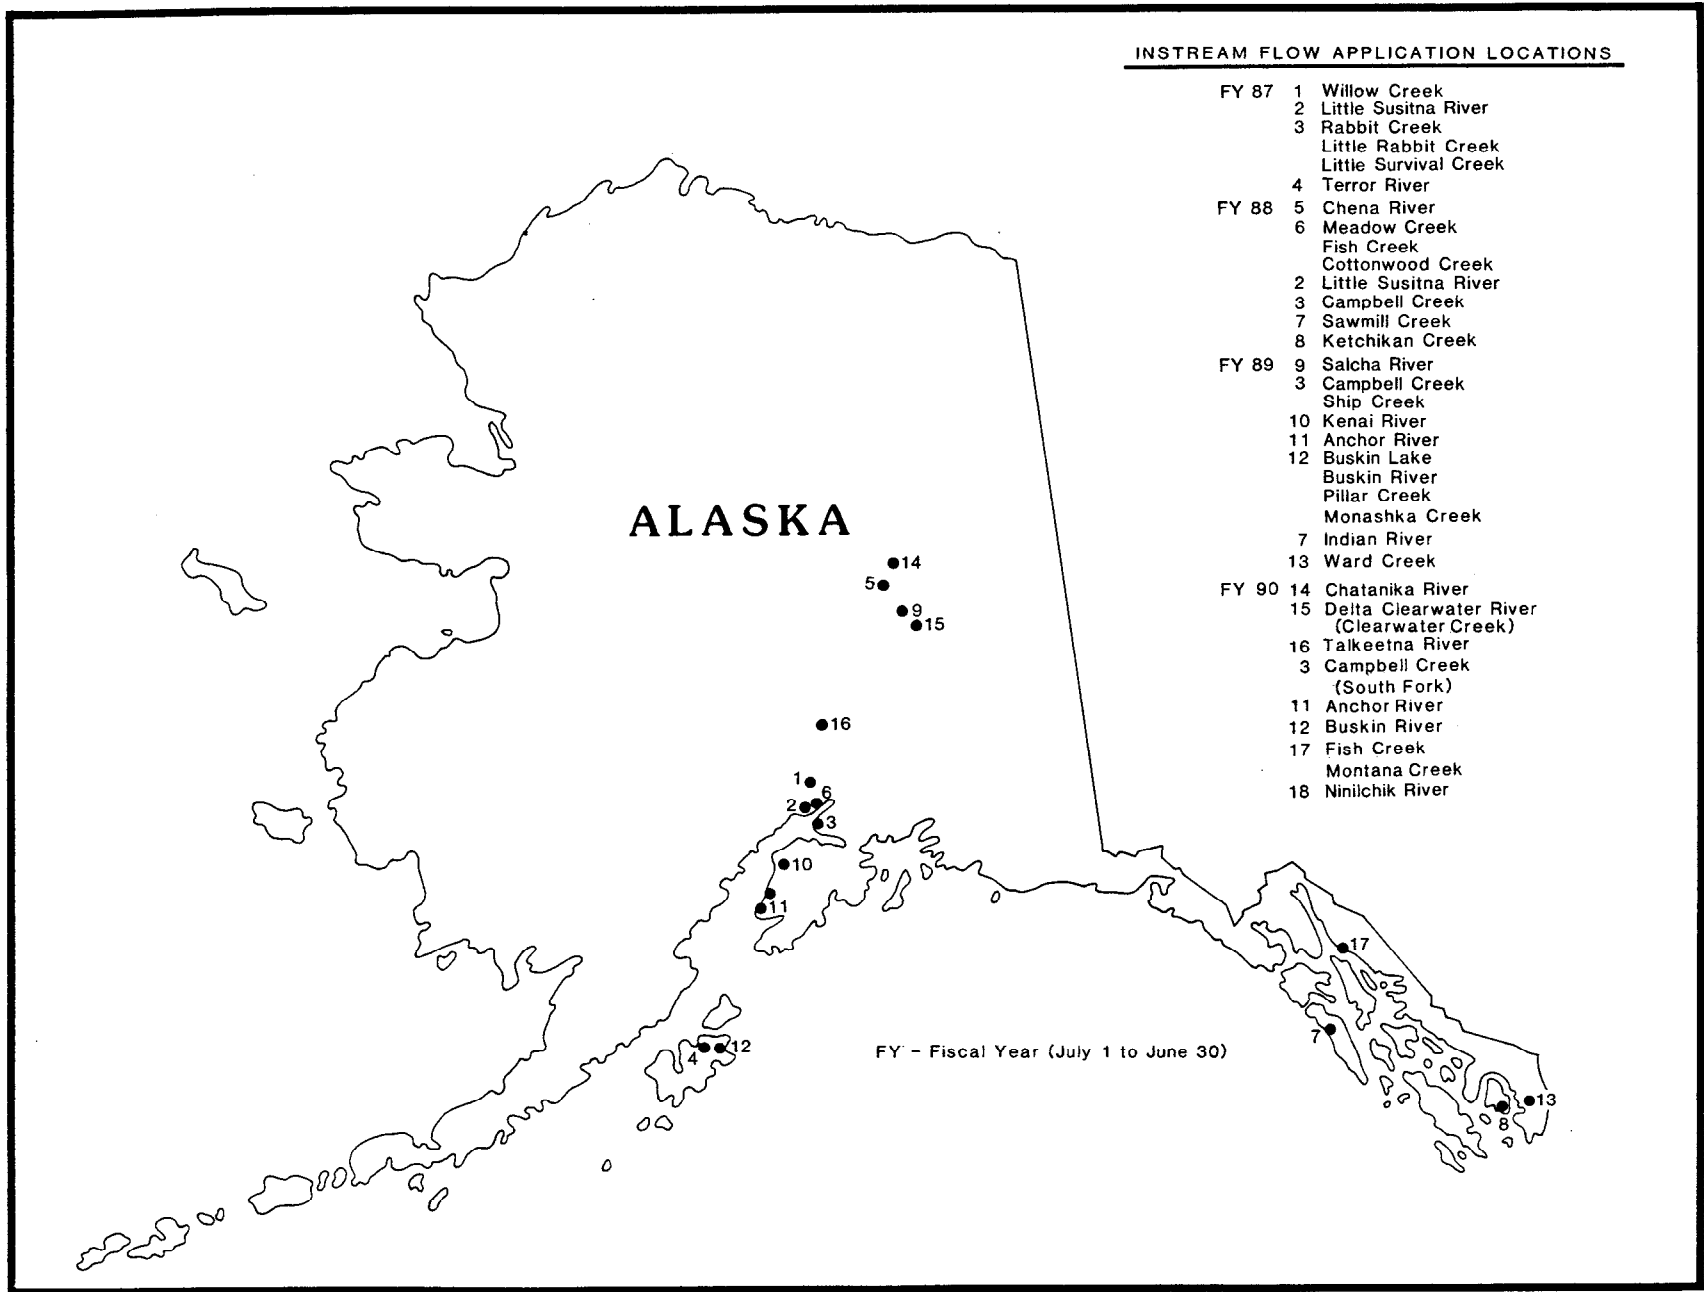 INSTREAM FLOW APPLICATION LOCATIONS
FY 87 1 Willow Creek
2 Little Susitna River
3 Rabbit Creek
Little Rabbit Creek
Little Survival Creek
4 Terror River
FY 88 5 Chena River
6 Meadow Creek
Fish Creek
Cottonwood Creek
2 Little Susitna River
3 Campbell Creek
7 Sawmill Creek
8 Ketchikan Creek
FY 89 9 Salcha River
3 Campbell Creek
Ship Creek
10 Kenai River
11 Anchor River
12 Buskin Lake
Buskin River
Pillar Creek
Monashka Creek
7 Indian River
13 Ward Creek
FY 90 14 Chatanika River
15 Delta Clearwater River
(Clearwater Creek)
16 Talkeetna River
3 Campbell Creek
(South Fork)
11 Anchor River
12 Buskin River
17 Fish Creek
Montana Creek
18 Ninilchik River
ALASKA
14
5
9
15
16
1
6
2
3
10
11
17
7
4
12
FY - Fiscal Year (July 1 to June 30)
13
8